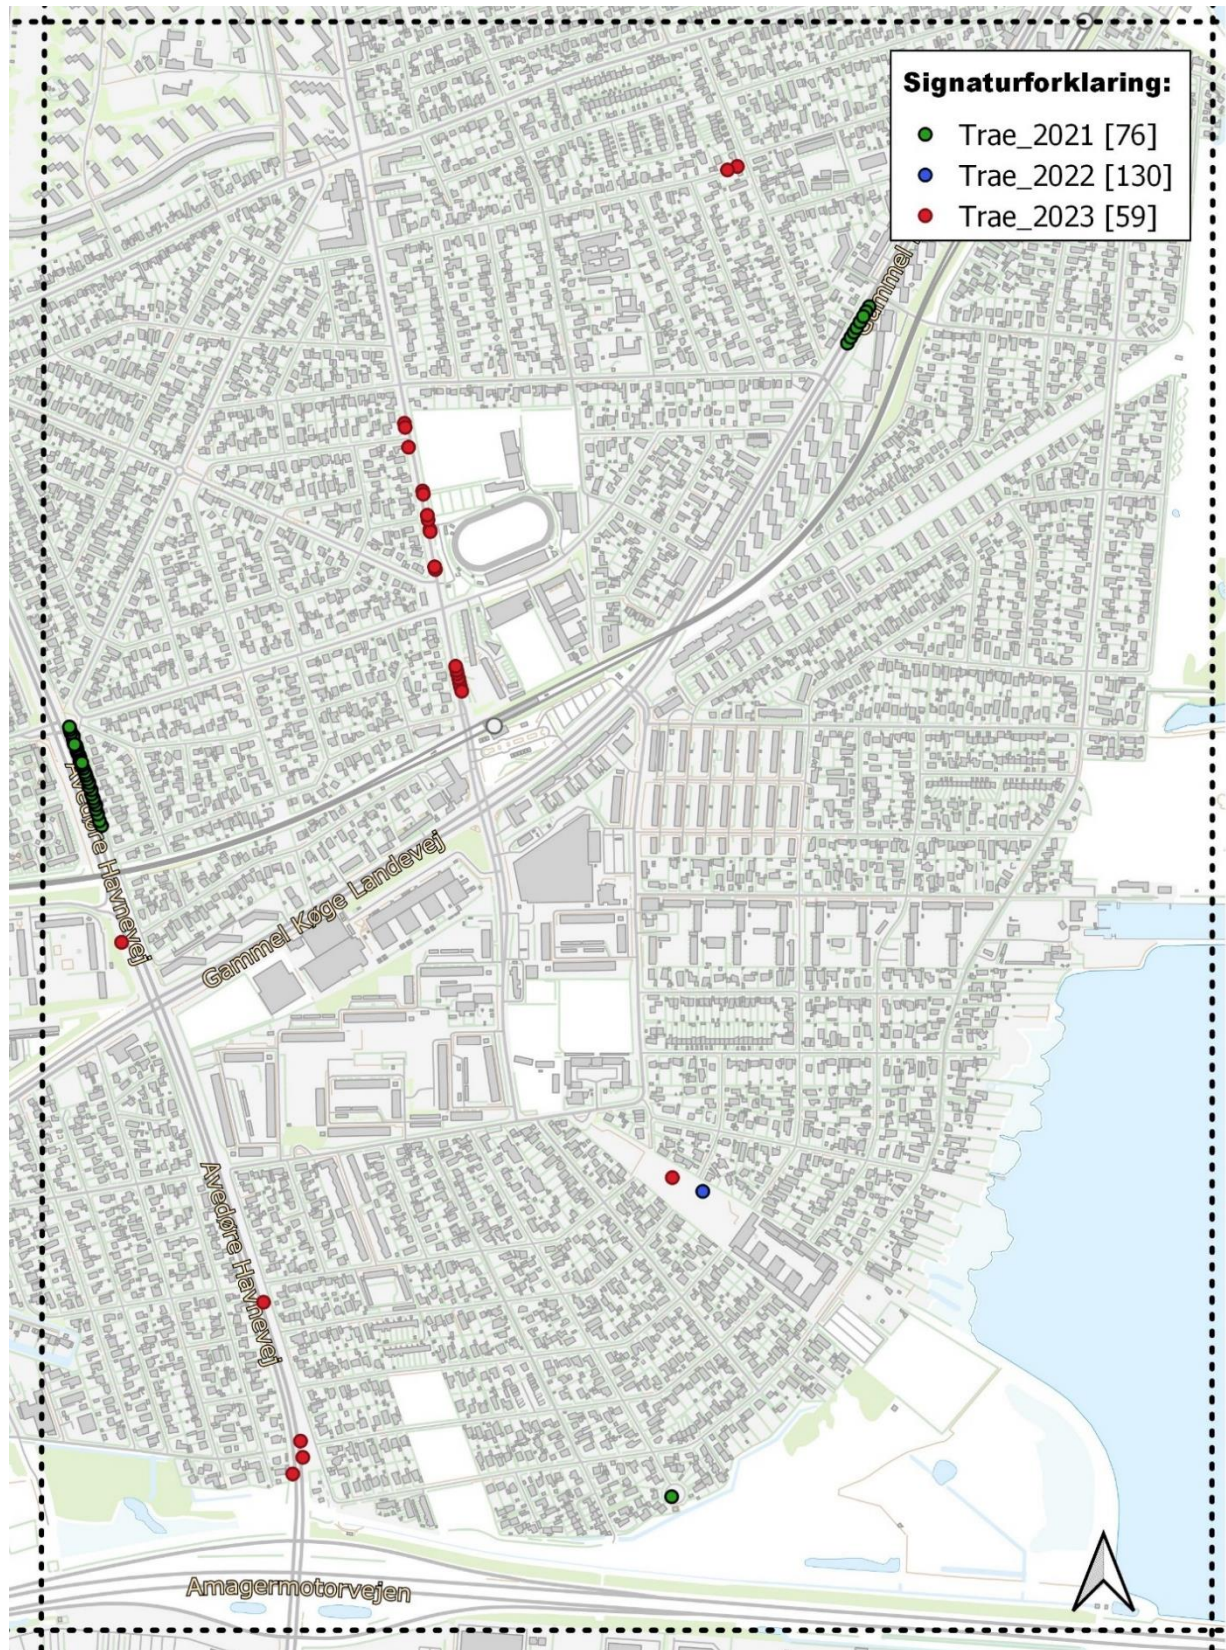 Signaturforklaring:
Trae_2021 [76]
Trae_2022 [130]
Trae_2023 [59]
Gammel
Avedøre Havnevej
Gammel Køge Landevej
Avedøre Havnevej
Amagermotorvejen